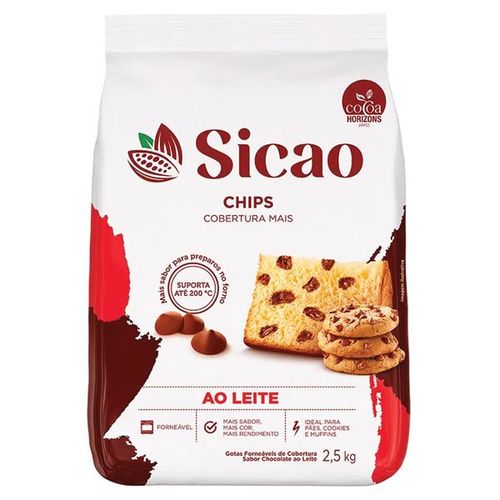 cocoa
HORIZONS
Sicao
CHIPS
COBERTURA MAIS
Mais sabor para preparos no forno
SUPORTA
ATÉ 200 °C
Imagem ilustrativa
AO LEITE
FORNEÁVEL
MAIS SABOR,
MAIS COR,
MAIS RENDIMENTO
IDEAL PARA
PÃES, COOKIES
E MUFFINS
Gotas Forneáveis de Cobertura
Sabor Chocolate ao Leite
2,5 kg